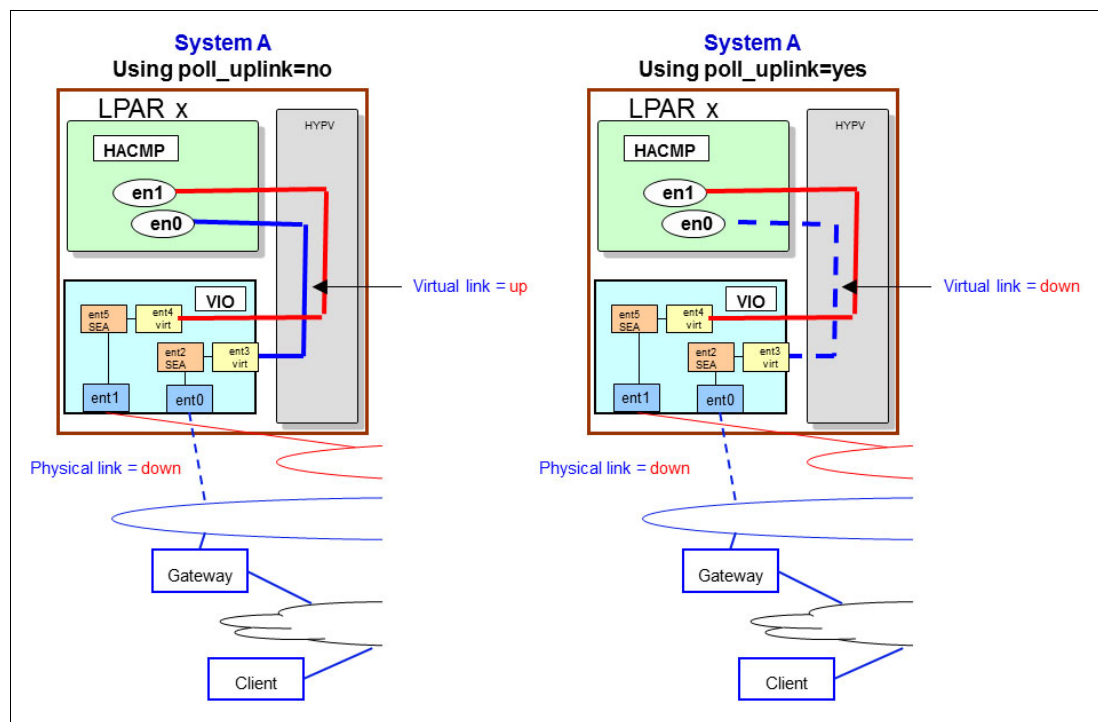 System A
Using poll_uplink=no
LPAR x
HYPV
HACMP
en1
en0
Virtual link = up
VIO
ent5
SEA
ent4
virt
ent2
SEA
ent3
virt
ent1
ent0
Physical link = down
Gateway
Client
System A
Using poll_uplink=yes
LPAR x
HYPV
HACMP
en1
en0
Virtual link = down
VIO
ent5
SEA
ent4
virt
ent2
SEA
ent3
virt
ent1
ent0
Physical link = down
Gateway
Client